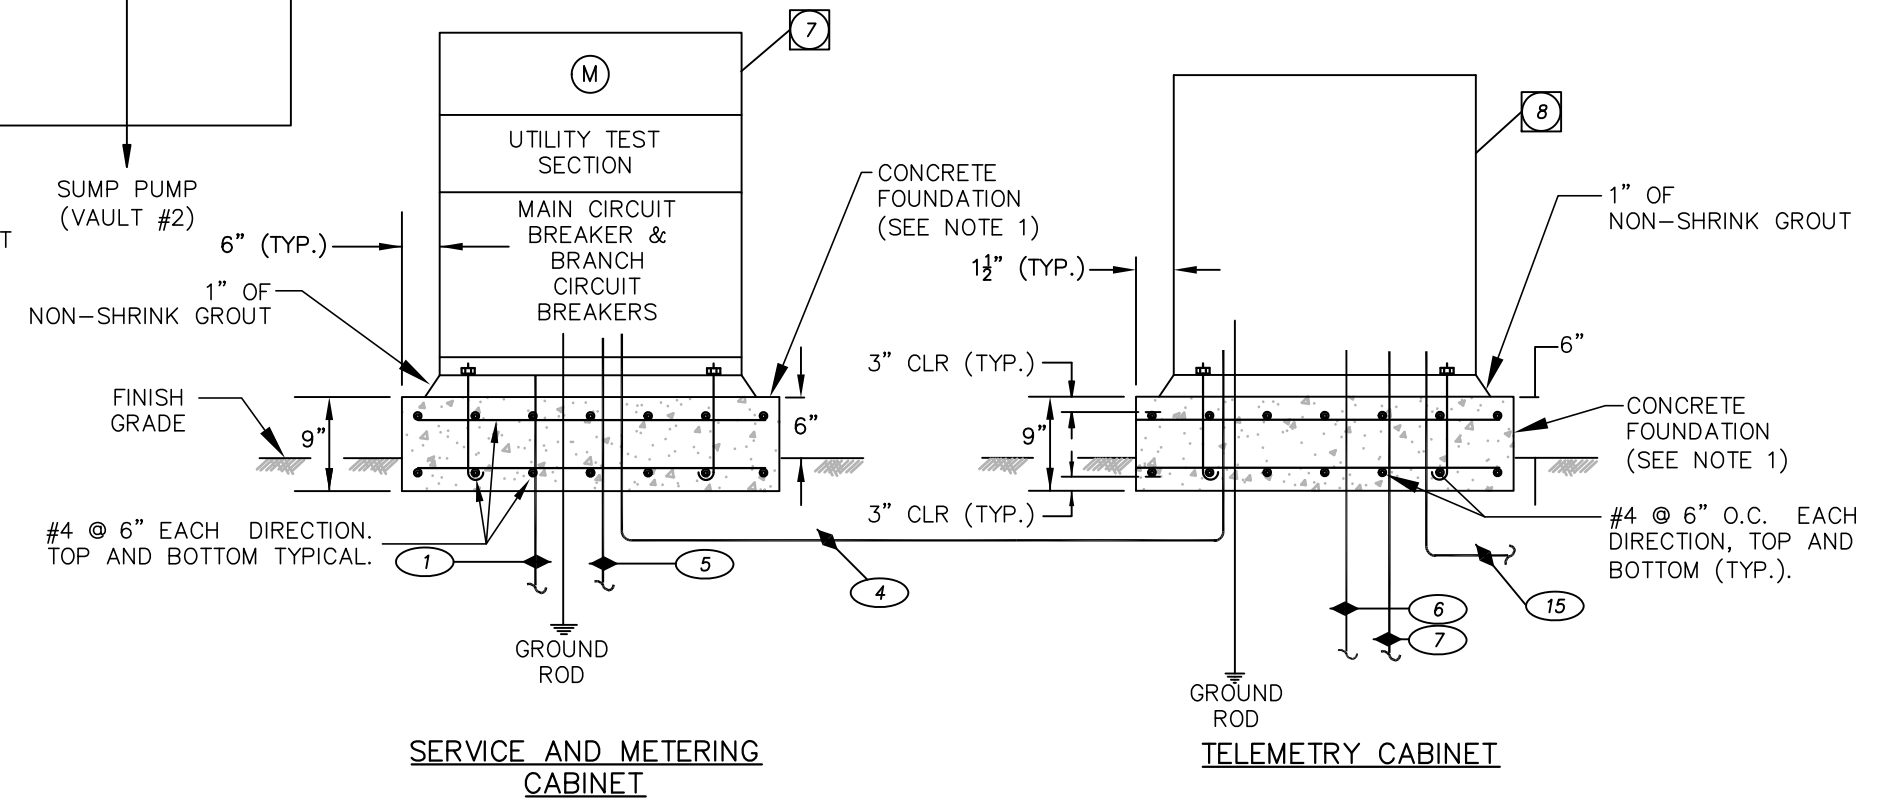 SUMP PUMP
(VAULT #2)
T
6" (TYP.)
1" OF
NON-SHRINK GROUT
FINISH
GRADE
9"
#4 @ 6" EACH DIRECTION.
TOP AND BOTTOM TYPICAL.
7
M
UTILITY TEST
SECTION
MAIN CIRCUIT
BREAKER &
BRANCH
CIRCUIT
BREAKERS
CONCRETE
FOUNDATION
(SEE NOTE 1)
6"
1
5
4
GROUND
ROD
SERVICE AND METERING
CABINET
8
1" OF
NON-SHRINK GROUT
1½" (TYP.)
3" CLR (TYP.)
9"
3" CLR (TYP.)
6"
CONCRETE
FOUNDATION
(SEE NOTE 1)
#4 @ 6" O.C. EACH
DIRECTION, TOP AND
BOTTOM (TYP.).
15
6
7
GROUND
ROD
TELEMETRY CABINET